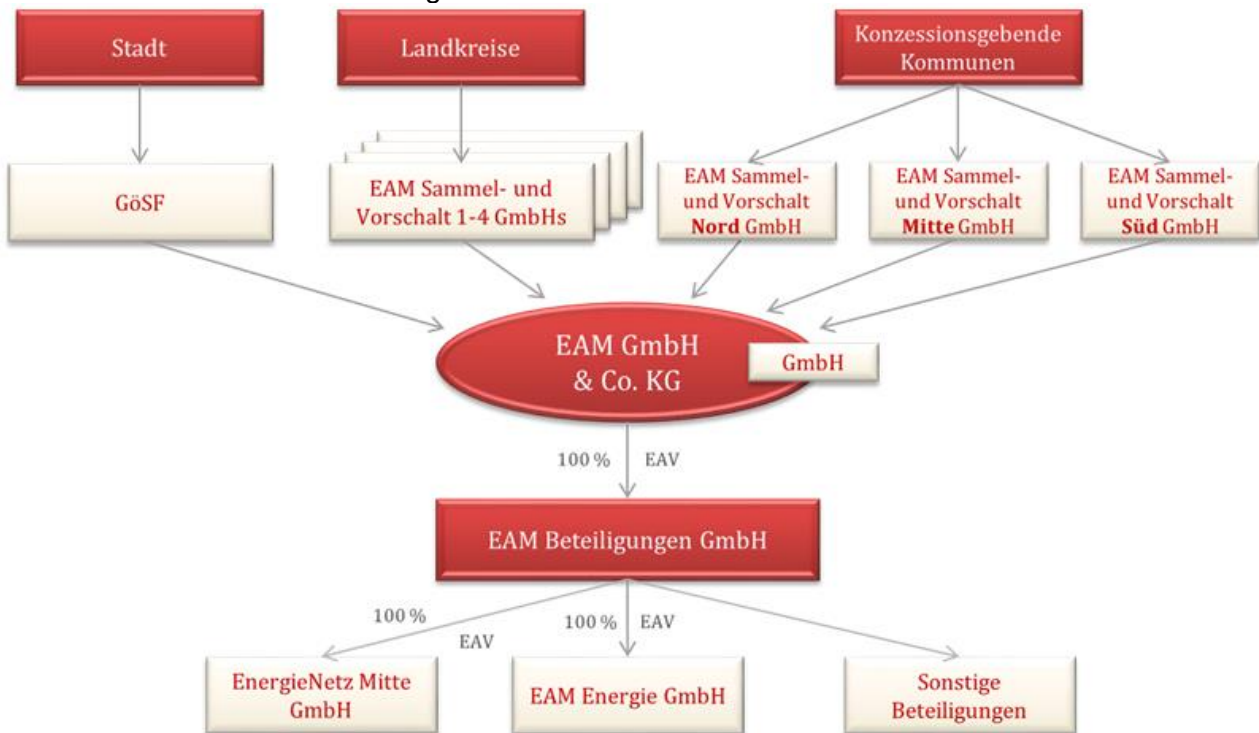 Stadt
Landkreise
Konzessionsgebende
Kommunen
GöSF
EAM Sammel- und
Vorschalt 1-4 GmbHs
EAM Sammel-
und Vorschalt
Nord GmbH
EAM Sammel-
und Vorschalt
Mitte GmbH
EAM Sammel-
und Vorschalt
Süd GmbH
EAM GmbH
& Co. KG
GmbH
100 % EAV
EAM Beteiligungen GmbH
100 %
EAV
100 % EAV
EnergieNetz Mitte
GmbH
EAM Energie GmbH
Sonstige
Beteiligungen